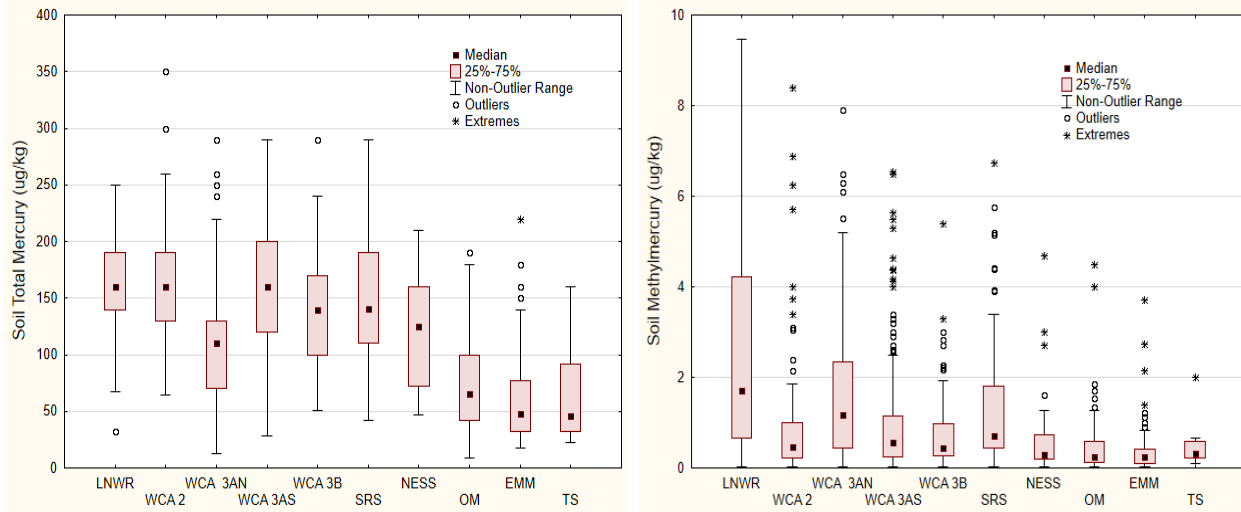 400
350
300
250
200
150
100
50
0
Soil Total Mercury (ug/kg)
Median
25%-75%
Non-Outlier Range
Outliers
Extremes
LNWR
WCA 2
WCA 3AN
WCA 3AS
WCA 3B
SRS
NESS
OM
EMM
TS
10
8
6
4
2
0
Soil Methylmercury (ug/kg)
Median
25%-75%
Non-Outlier Range
Outliers
Extremes
LNWR
WCA 2
WCA 3AN
WCA 3AS
WCA 3B
SRS
NESS
OM
EMM
TS